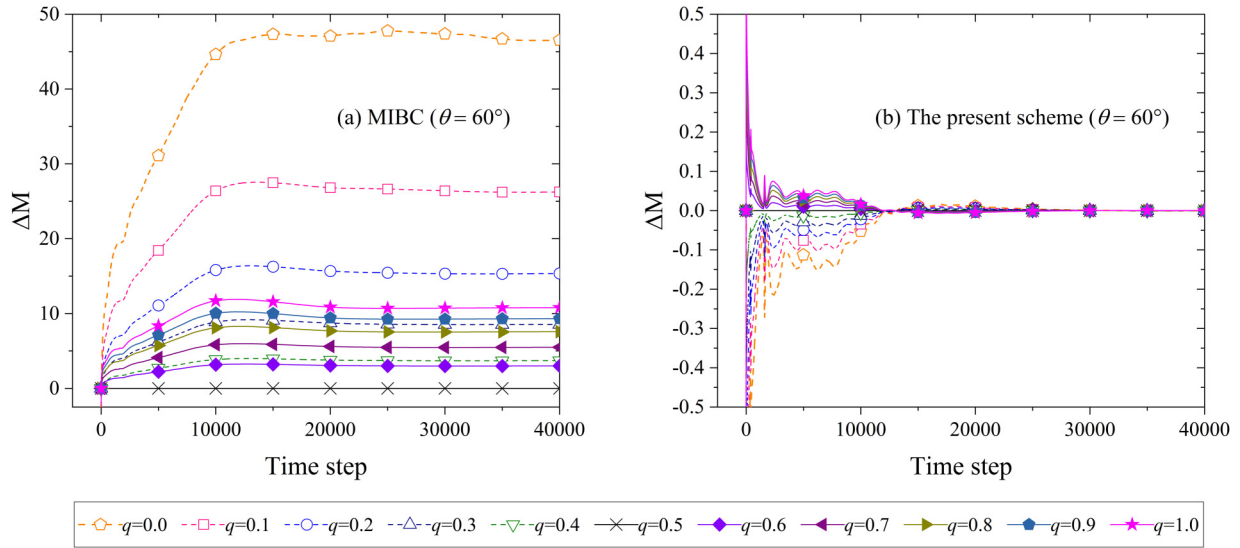 50
40
30
20
10
0
ΔM
(a) MIBC (θ = 60°)
0 10000 20000 30000 40000
Time step
0.5
0.4
0.3
0.2
0.1
0.0
-0.1
-0.2
-0.3
-0.4
-0.5
ΔM
(b) The present scheme (θ = 60°)
0 10000 20000 30000 40000
Time step
q=0.0 q=0.1 q=0.2 q=0.3 q=0.4 q=0.5 q=0.6 q=0.7 q=0.8 q=0.9 q=1.0